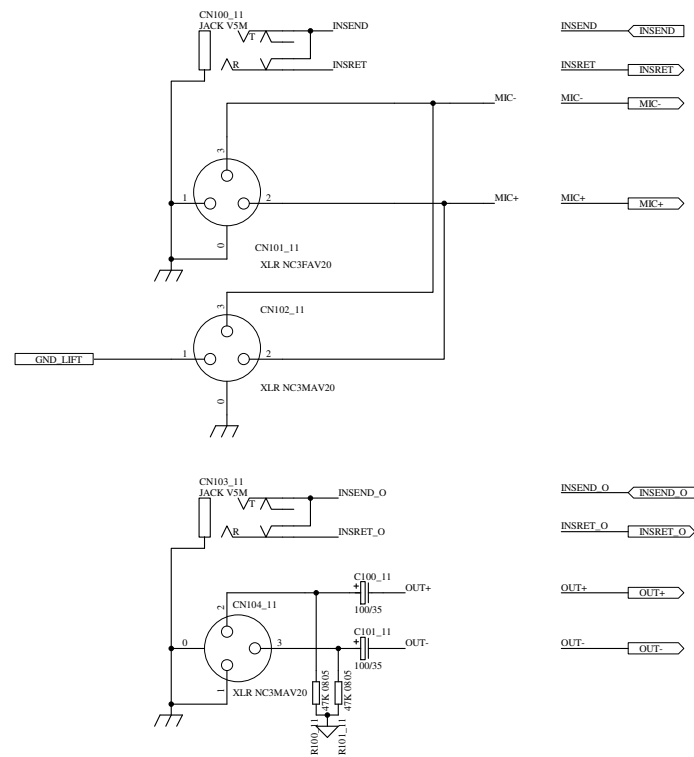 CN100_11
JACK V5M
T
INSEND
INSEND
INSEND
R
INSRET
INSRET
INSRET
MIC-
MIC-
MIC-
3
1
2
MIC+
MIC+
MIC+
0
CN101_11
XLR NC3FAV20
3
CN102_11
GND_LIFT
1
2
XLR NC3MAV20
0
CN103_11
JACK V5M
T
INSEND_O
INSEND_O
INSEND_O
R
INSRET_O
INSRET_O
INSRET_O
C100_11
+
OUT+
OUT+
OUT+
100/35
2
CN104_11
C101_11
+
OUT-
OUT-
OUT-
100/35
0
3
1
XLR NC3MAV20
47K 0805
47K 0805
R100_11
R101_11